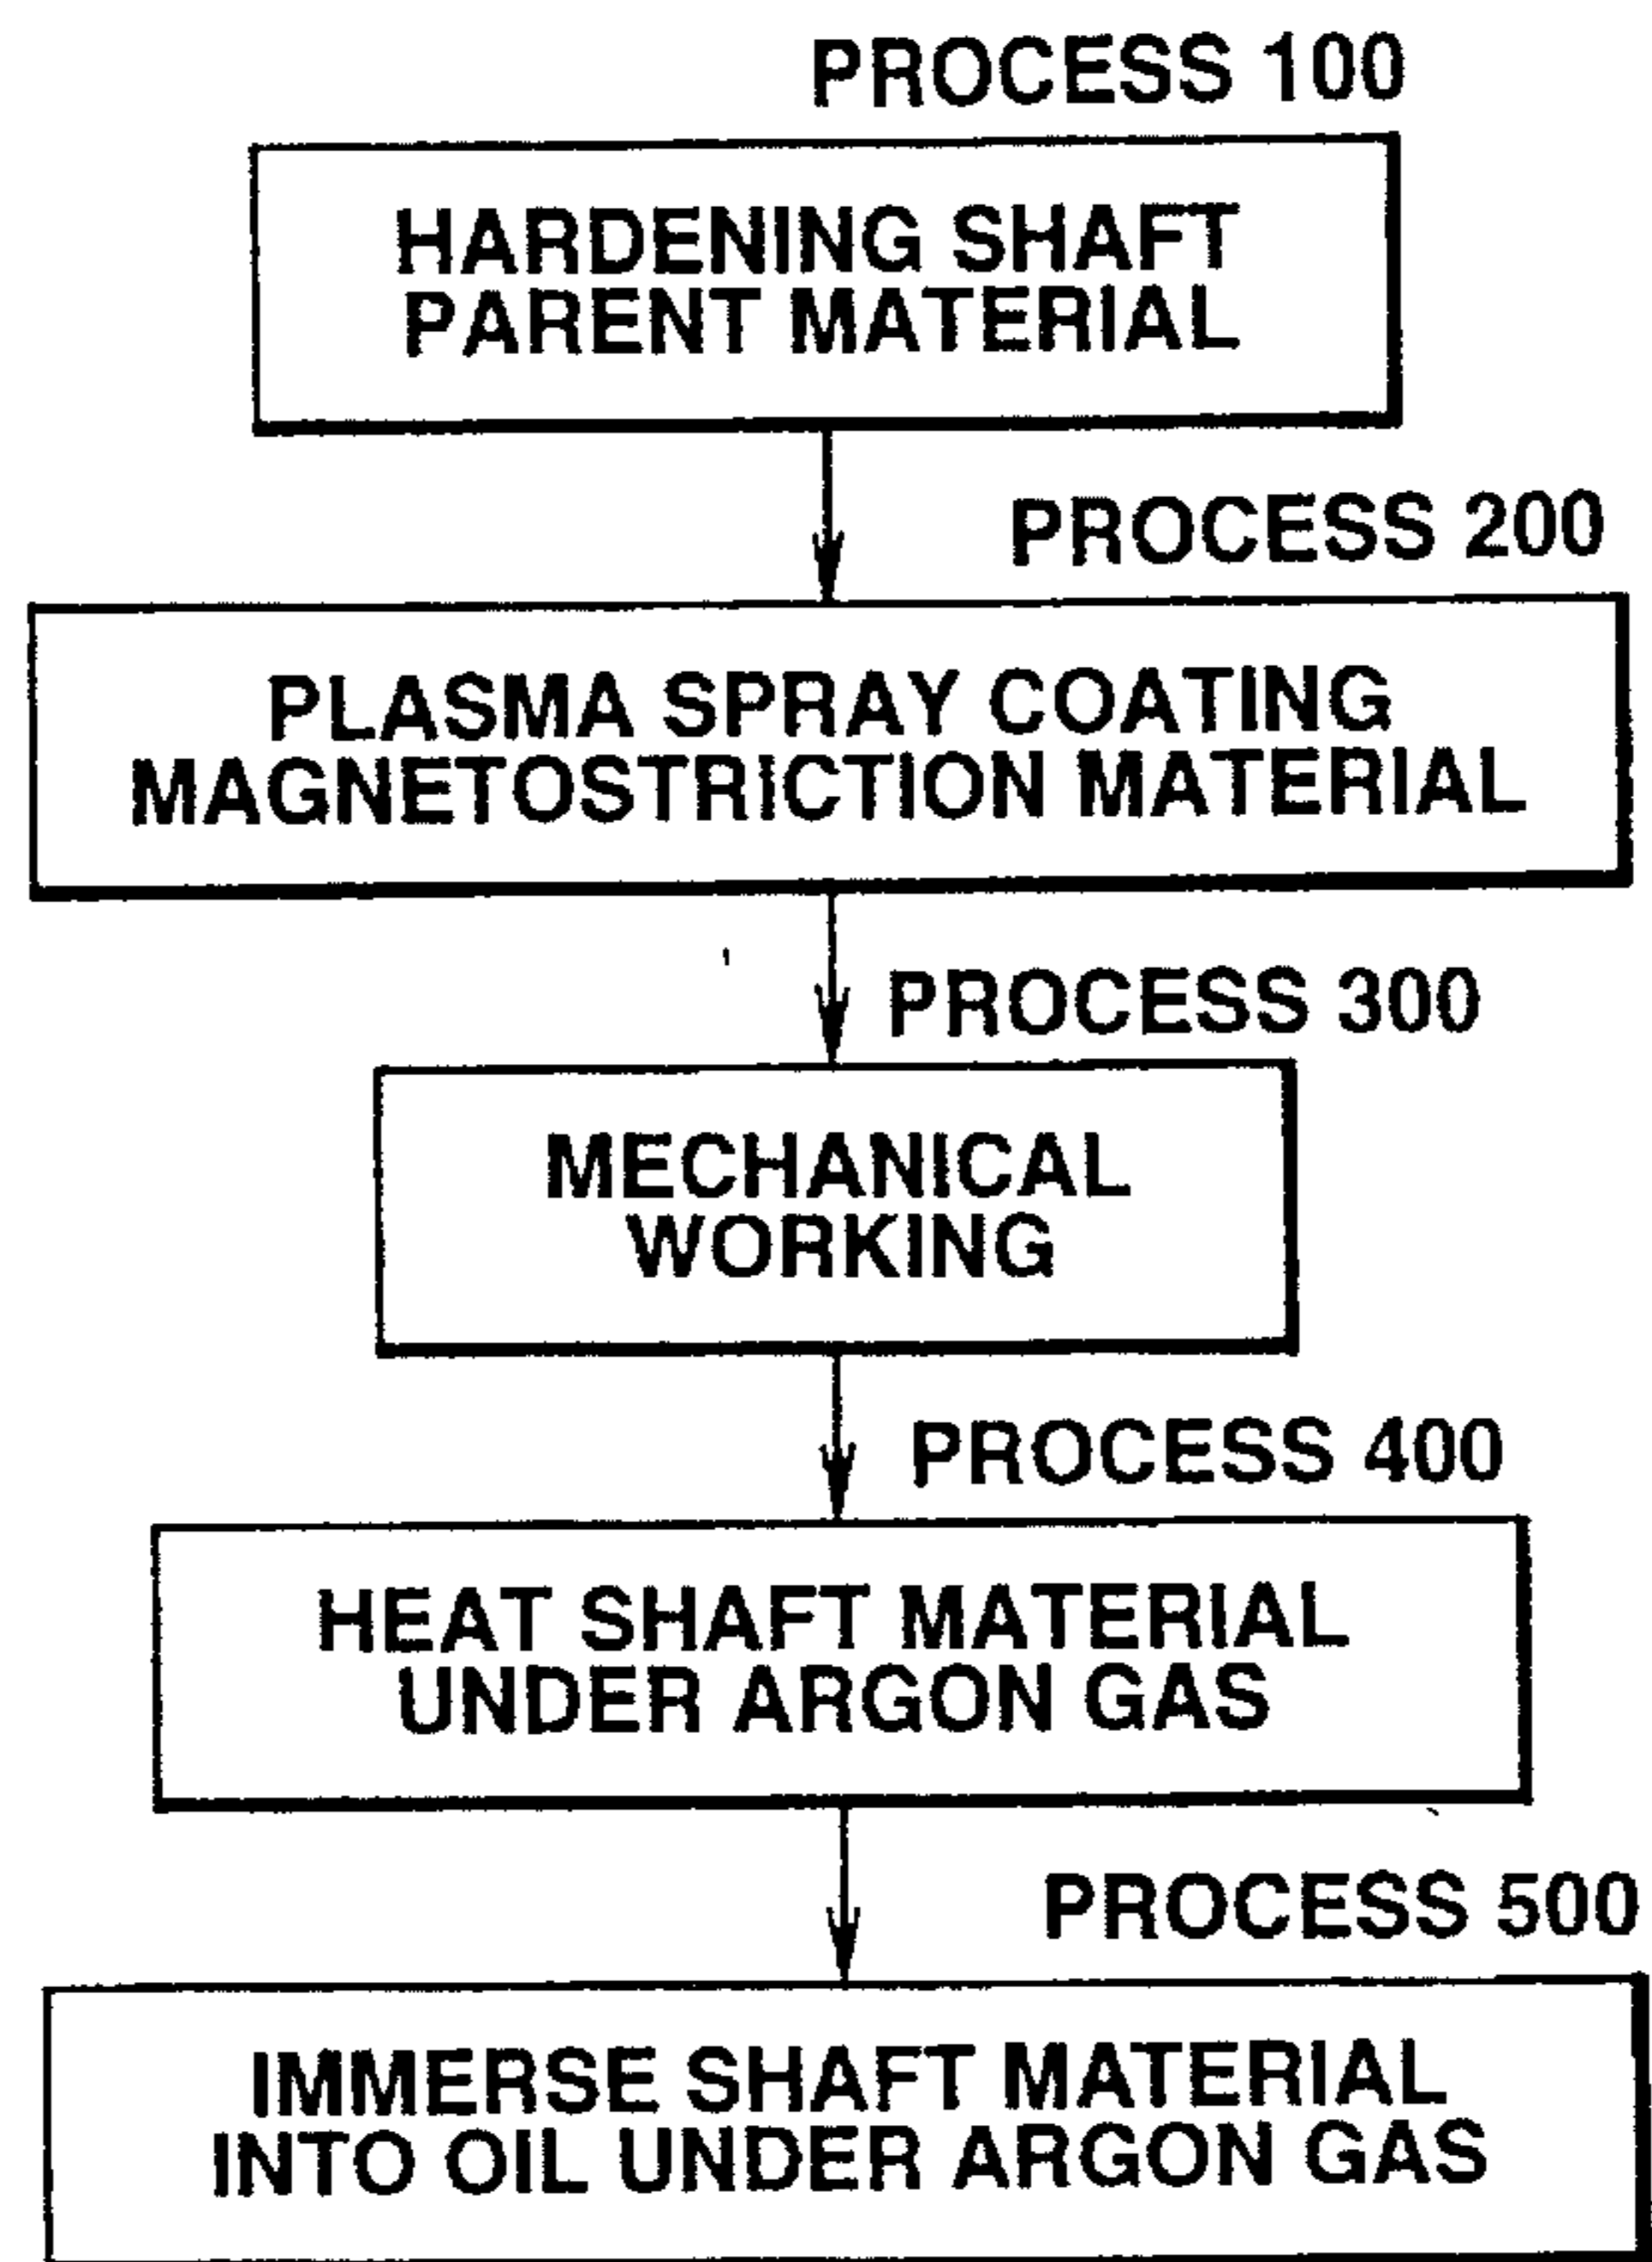 PROCESS 100
HARDENING SHAFT
PARENT MATERIAL
PROCESS 200
PLASMA SPRAY COATING
MAGNETOSTRICTION MATERIAL
PROCESS 300
MECHANICAL
WORKING
PROCESS 400
HEAT SHAFT MATERIAL
UNDER ARGON GAS
PROCESS 500
IMMERSE SHAFT MATERIAL
INTO OIL UNDER ARGON GAS